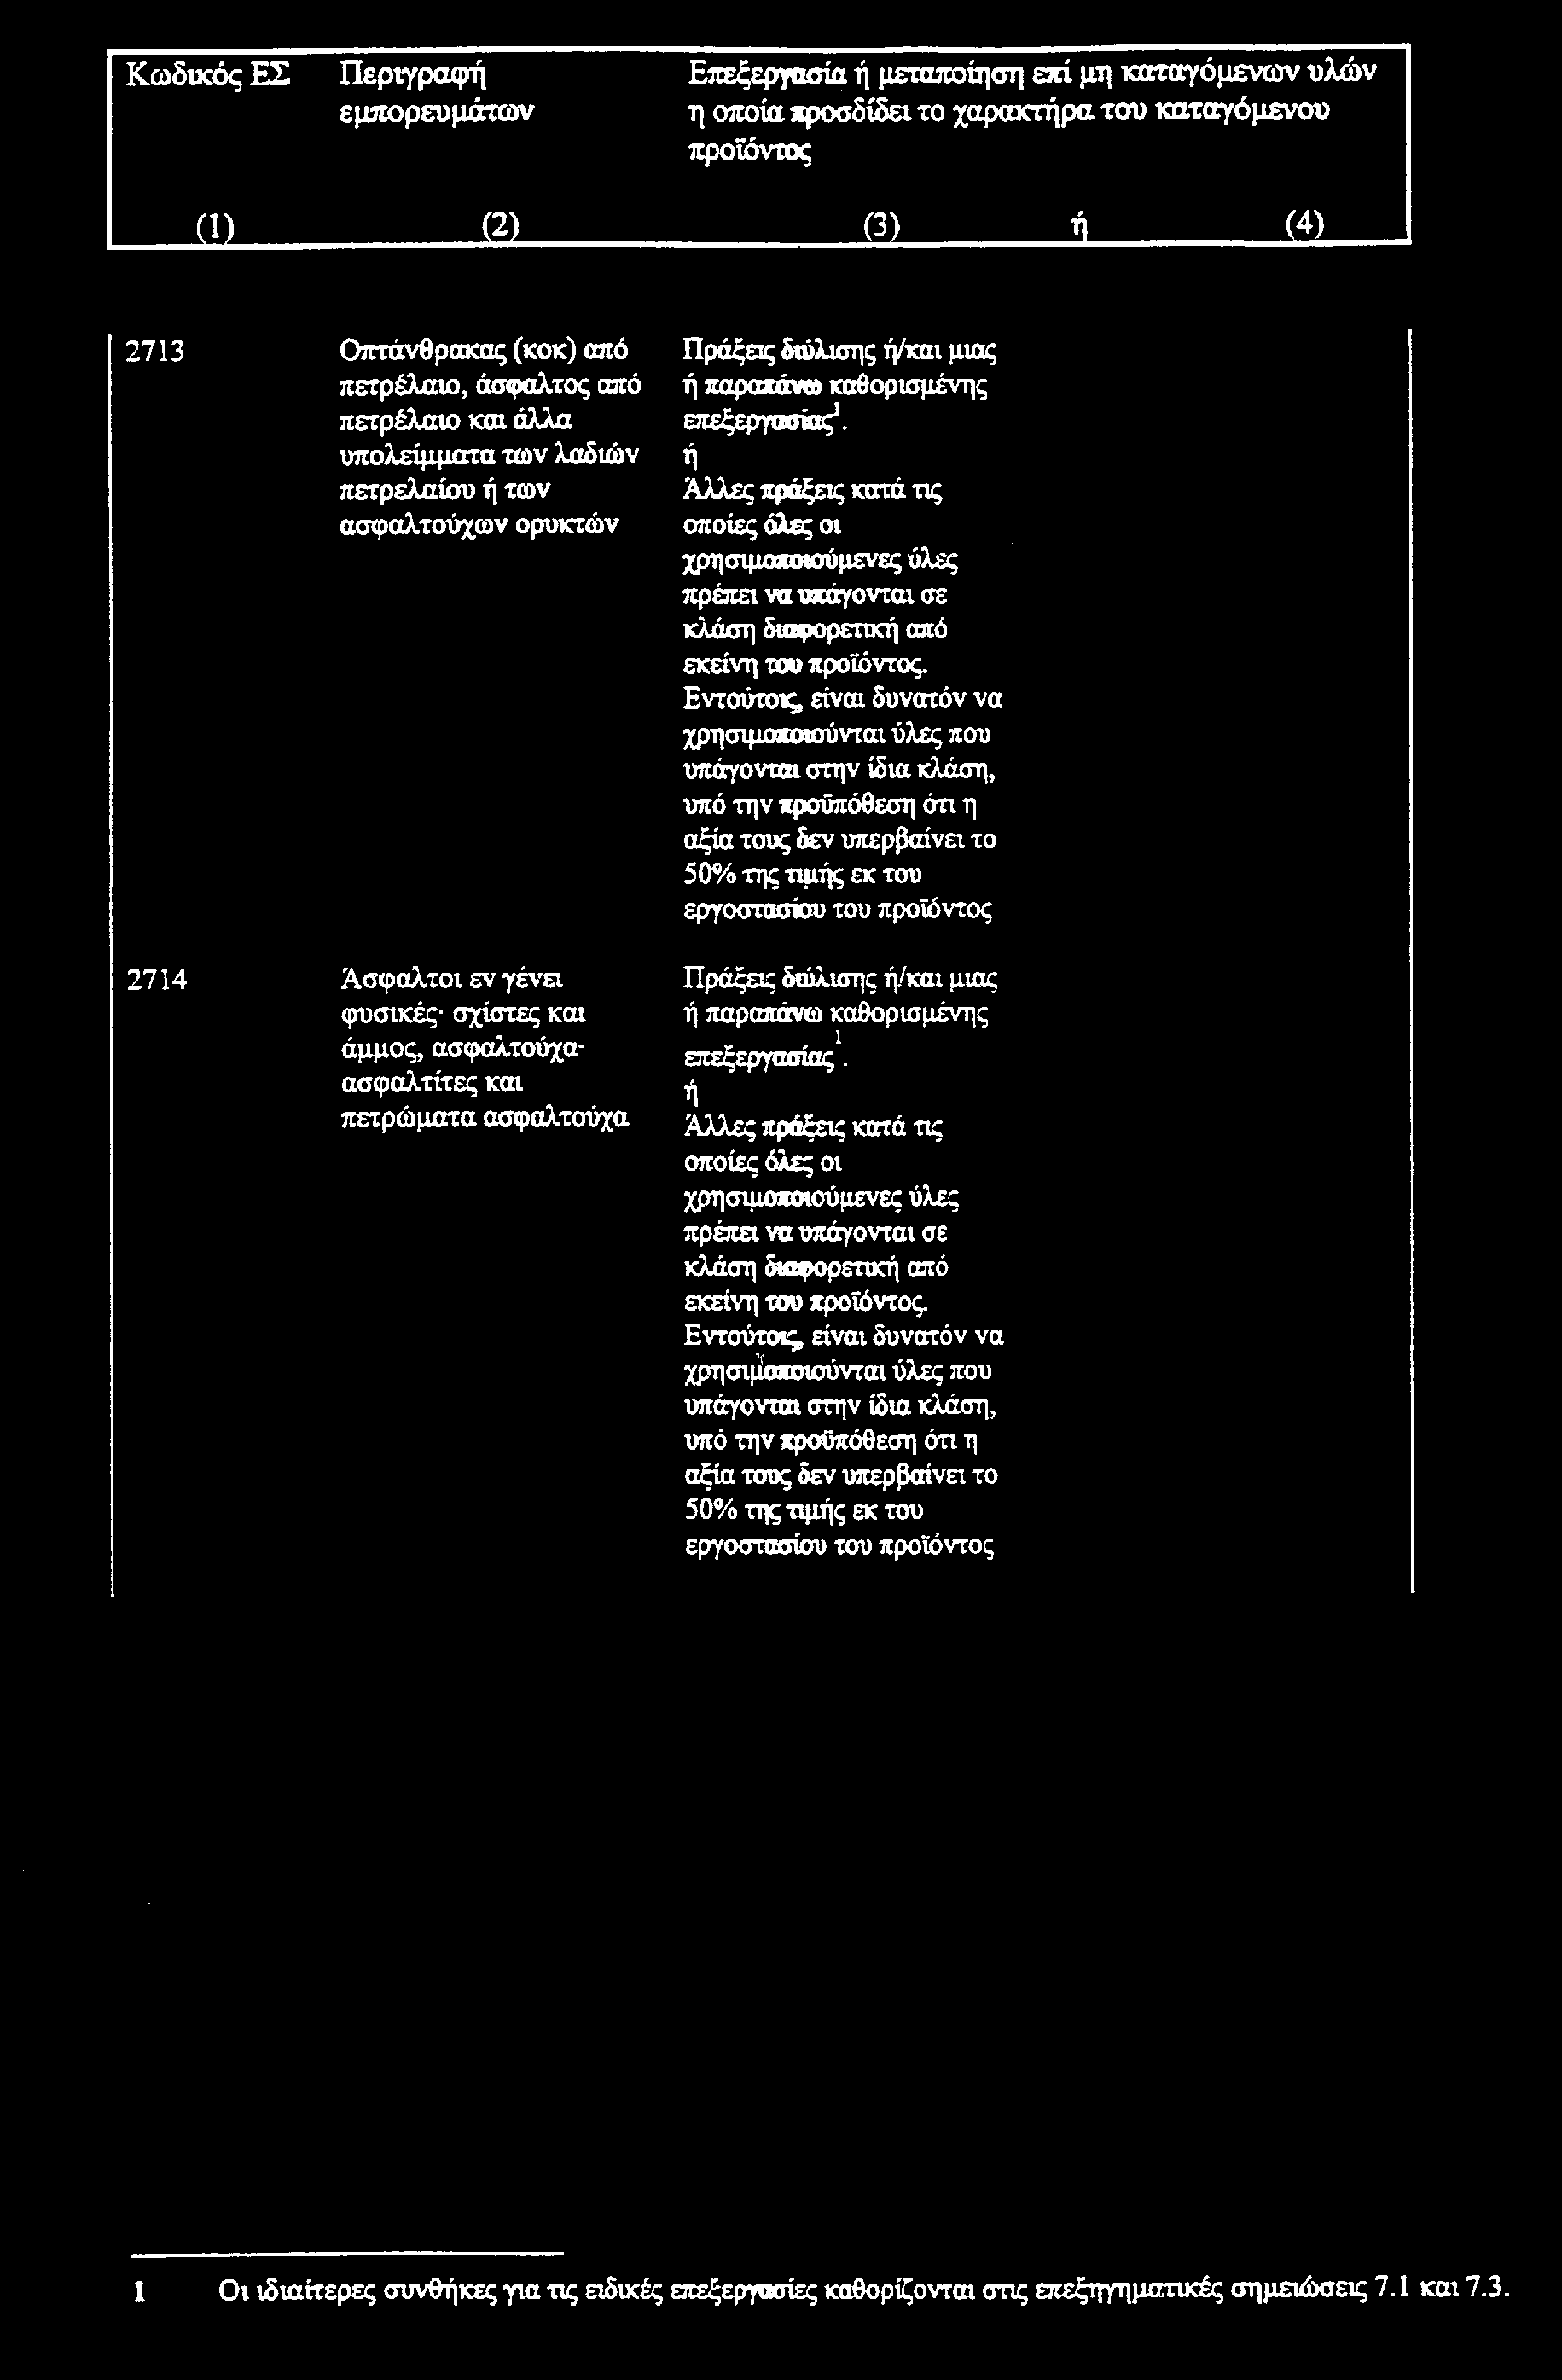 Κωδικός ΕΣ Περιγραφή Επεξεργασία ή μεταποίηση επί μη καταγόμενων υλών
εμπορευμάτων η οποία προσδίδει το χαρακτήρα του καταγόμενου
προϊόντος
(1) (2) (3) ή (4)
2713 Οπτάνθρακας (κοκ) από Πράξεις διύλισης ή/και μιας
πετρέλαιο, άσφαλτος από ή παραπάνω καθορισμένης
πετρέλαιο και άλλα επεξεργασίας¹.
υπολείμματα των λαδιών ή
πετρελαίου ή των Άλλες πράξεις κατά τις
ασφαλτούχων ορυκτών οποίες όλες οι
χρησιμοποιούμενες ύλες
πρέπει να υπάγονται σε
κλάση διαφορετική από
εκείνη του προϊόντος.
Εντούτοις, είναι δυνατόν να
χρησιμοποιούνται ύλες που
υπάγονται στην ίδια κλάση,
υπό την προϋπόθεση ότι η
αξία τους δεν υπερβαίνει το
50% της τιμής εκ του
εργοστασίου του προϊόντος
2714 Άσφαλτοι εν γένει Πράξεις διύλισης ή/και μιας
φυσικές· σχίστες και ή παραπάνω καθορισμένης
άμμος, ασφαλτούχα· επεξεργασίας¹.
ασφαλτίτες και ή
πετρώματα ασφαλτούχα Άλλες πράξεις κατά τις
οποίες όλες οι
χρησιμοποιούμενες ύλες
πρέπει να υπάγονται σε
κλάση διαφορετική από
εκείνη του προϊόντος.
Εντούτοις, είναι δυνατόν να
χρησιμοποιούνται ύλες που
υπάγονται στην ίδια κλάση,
υπό την προϋπόθεση ότι η
αξία τους δεν υπερβαίνει το
50% της τιμής εκ του
εργοστασίου του προϊόντος
1 Οι ιδιαίτερες συνθήκες για τις ειδικές επεξεργασίες καθορίζονται στις επεξηγηματικές σημειώσεις 7.1 και 7.3.